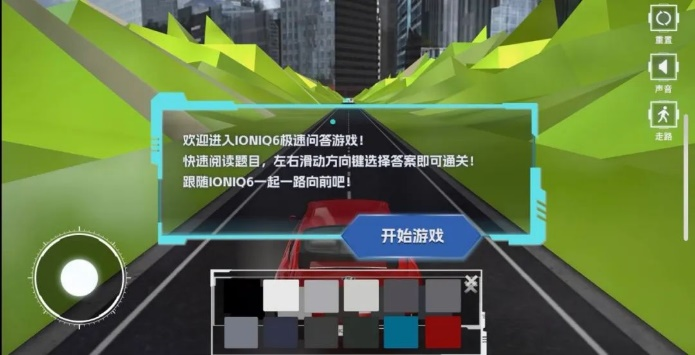 重置
声音
走路
欢迎进入IONIQ6极速问答游戏！
快速阅读题目，左右滑动方向键选择答案即可通关！
跟随IONIQ6一起一路向前吧！
开始游戏